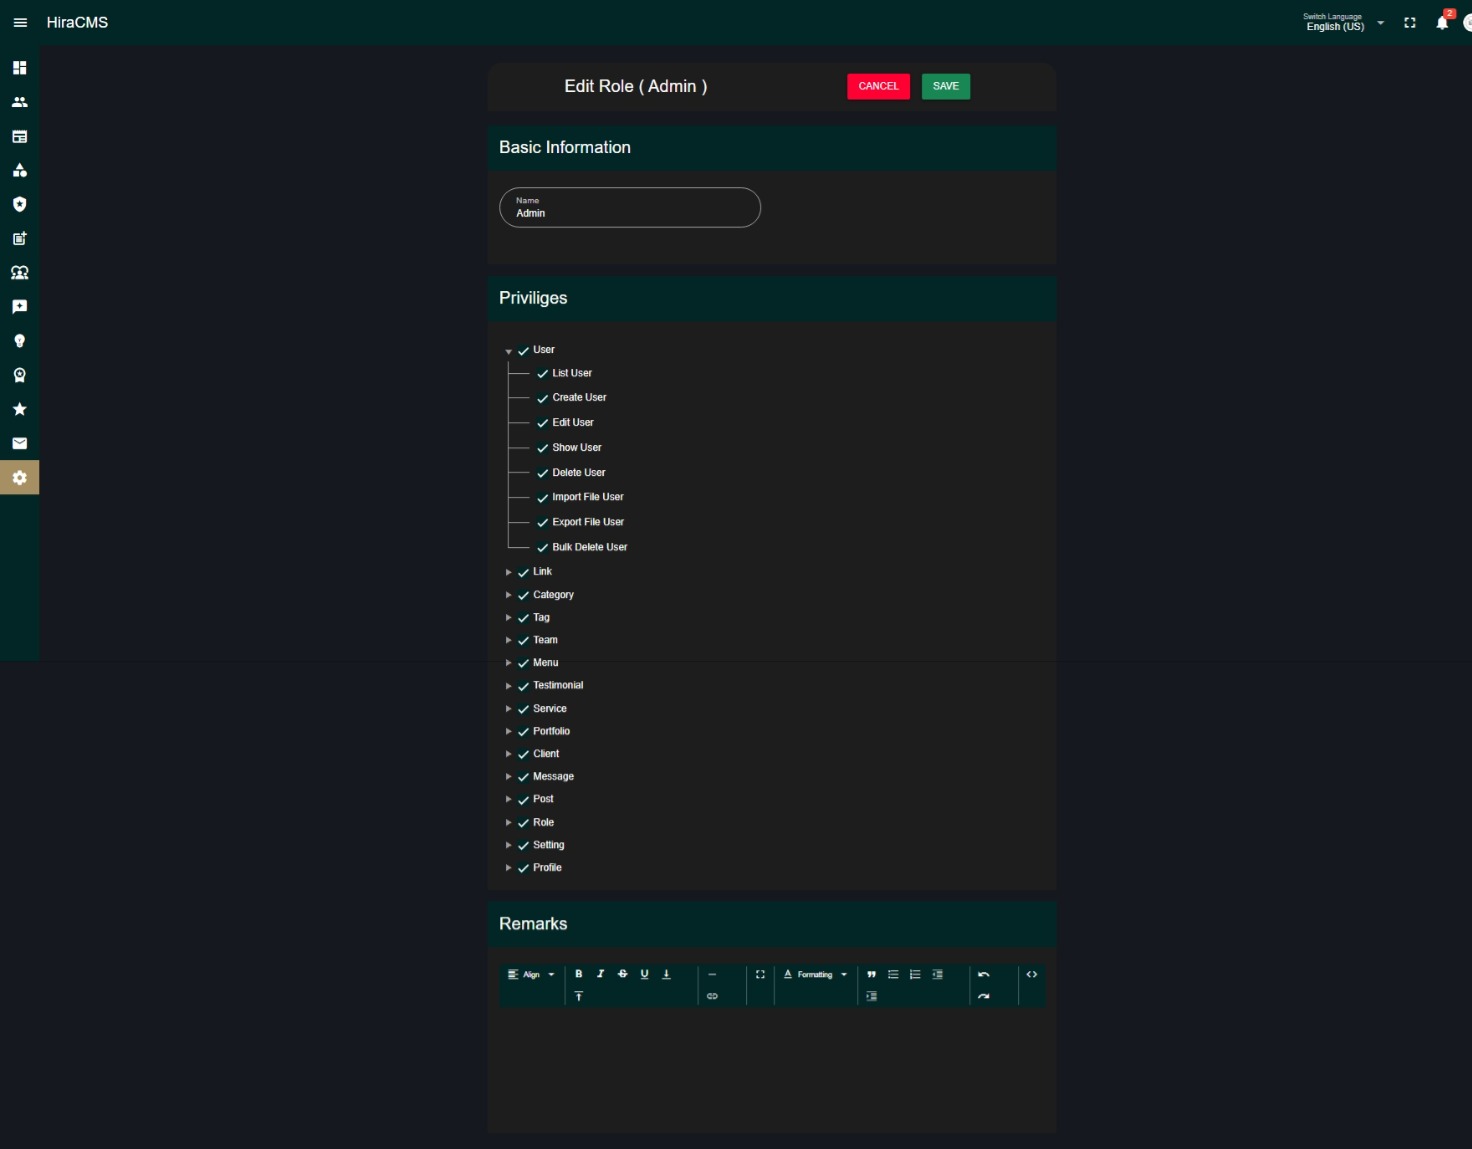 HiraCMS
Switch Language
English (US)
2
Edit Role ( Admin )
CANCEL
SAVE
Basic Information
Name
Admin
Priviliges
User
List User
Create User
Edit User
Show User
Delete User
Import File User
Export File User
Bulk Delete User
Link
Category
Tag
Team
Menu
Testimonial
Service
Portfolio
Client
Message
Post
Role
Setting
Profile
Remarks
Align
Formatting